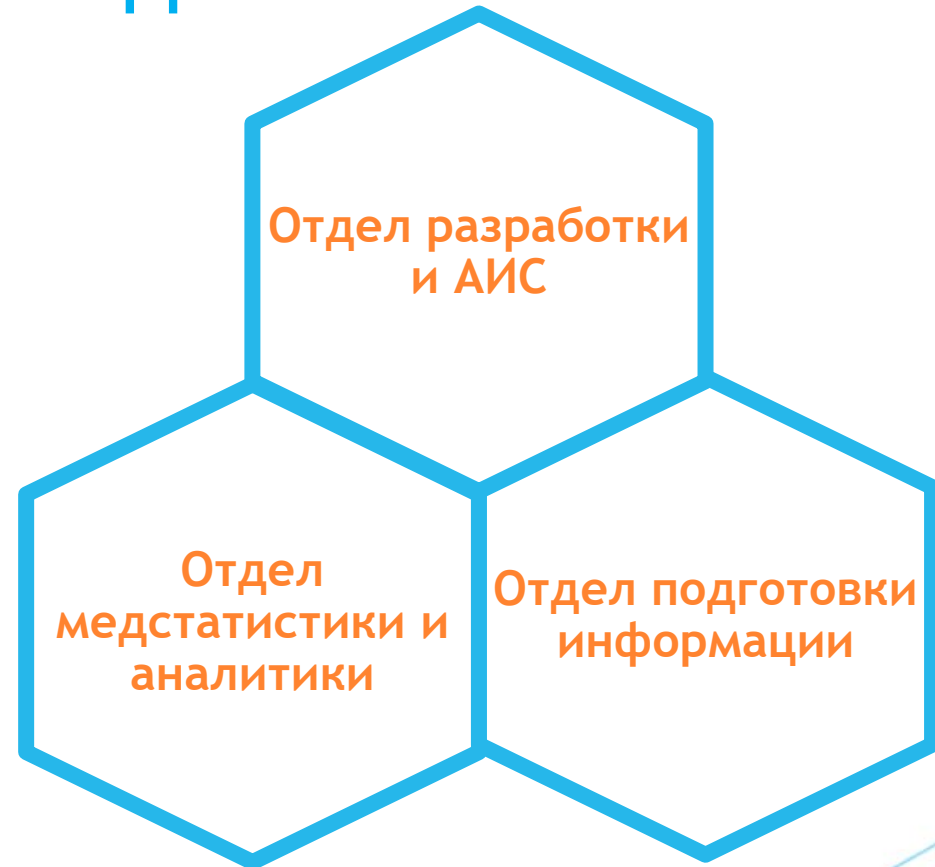 Отдел разработки
и АИС
Отдел
медстатистики и
аналитики
Отдел подготовки
информации